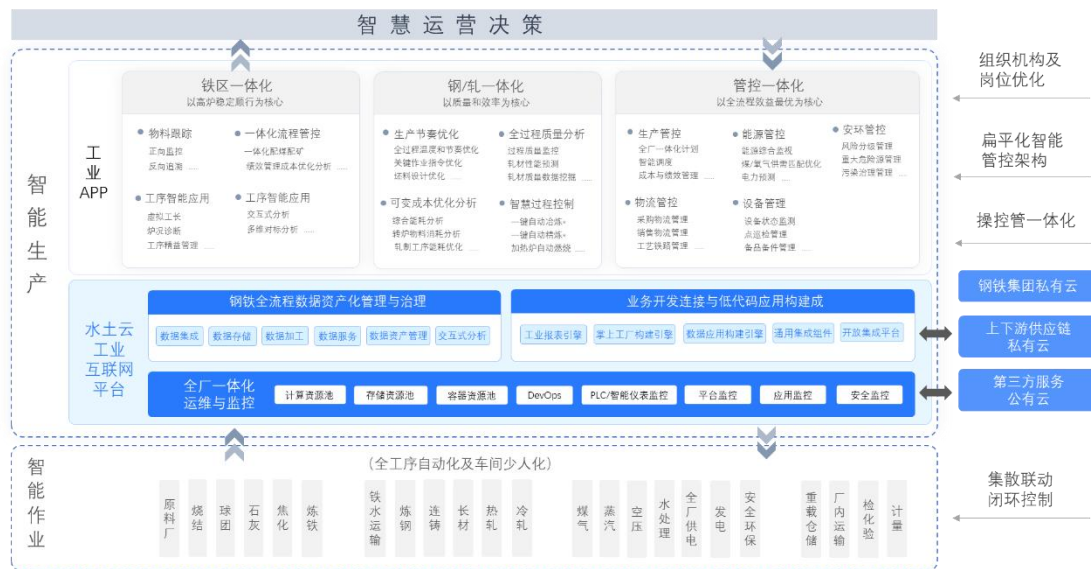 智慧运营决策
智能生产
工业
APP
铁区一体化
以高炉稳定顺行为核心
物料跟踪
正向监控
反向追溯 ......
一体化流程管控
一体化配煤配矿
绩效管理成本优化分析 ......
工序智能应用
虚拟工长
炉况诊断
工序精益管理 ......
工序智能应用
交互式分析
多维对标分析 ......
钢/轧一体化
以质量和效率为核心
生产节奏优化
全过程温度和节奏优化
关键作业指令优化
坯料设计优化
全过程质量分析
过程质量监控
轧材性能预测
轧材质量数据挖掘 ......
可变成本优化分析
综合能耗分析
转炉物料消耗分析
轧制工序能耗优化 ......
智慧过程控制
一键自动冶炼
一键自动精炼
加热炉自动燃烧 ......
管控一体化
以全流程效益最优为核心
生产管控
全厂一体化计划
智能调度
成本与绩效管理 ......
能源管控
能源综合监视
煤/氧气供需匹配优化
电力预测 ......
安环管控
风险分级管理
重大危险源管理
污染治理管理 ......
物流管控
采购物流管理
销售物流管理
工艺铁路管理 ......
设备管理
设备状态监测
点巡检管理
备品备件管理 ......
水土云
工业
互联网
平台
钢铁全流程数据资产化管理与治理
数据集成
数据存储
数据加工
数据服务
数据资产管理
交互式分析
业务开发连接与低代码应用构建成
工业报表引擎
掌上工厂构建引擎
数据应用构建引擎
通用集成组件
开放集成平台
全厂一体化
运维与监控
计算资源池
存储资源池
容器资源池
DevOps
PLC/智能仪表监控
平台监控
应用监控
安全监控
智能作业
(全工序自动化及车间少人化)
原料厂
烧结
球团
石灰
焦化
炼铁
铁水运输
炼钢
连铸
长材
热轧
冷轧
煤气
蒸汽
空压
水处理
全厂供电
发电
安全环保
重载仓储
厂内运输
检化验
计量
组织机构及
岗位优化
扁平化智能
管控架构
操控管一体化
钢铁集团私有云
上下游供应链
私有云
第三方服务
公有云
集散联动
闭环控制